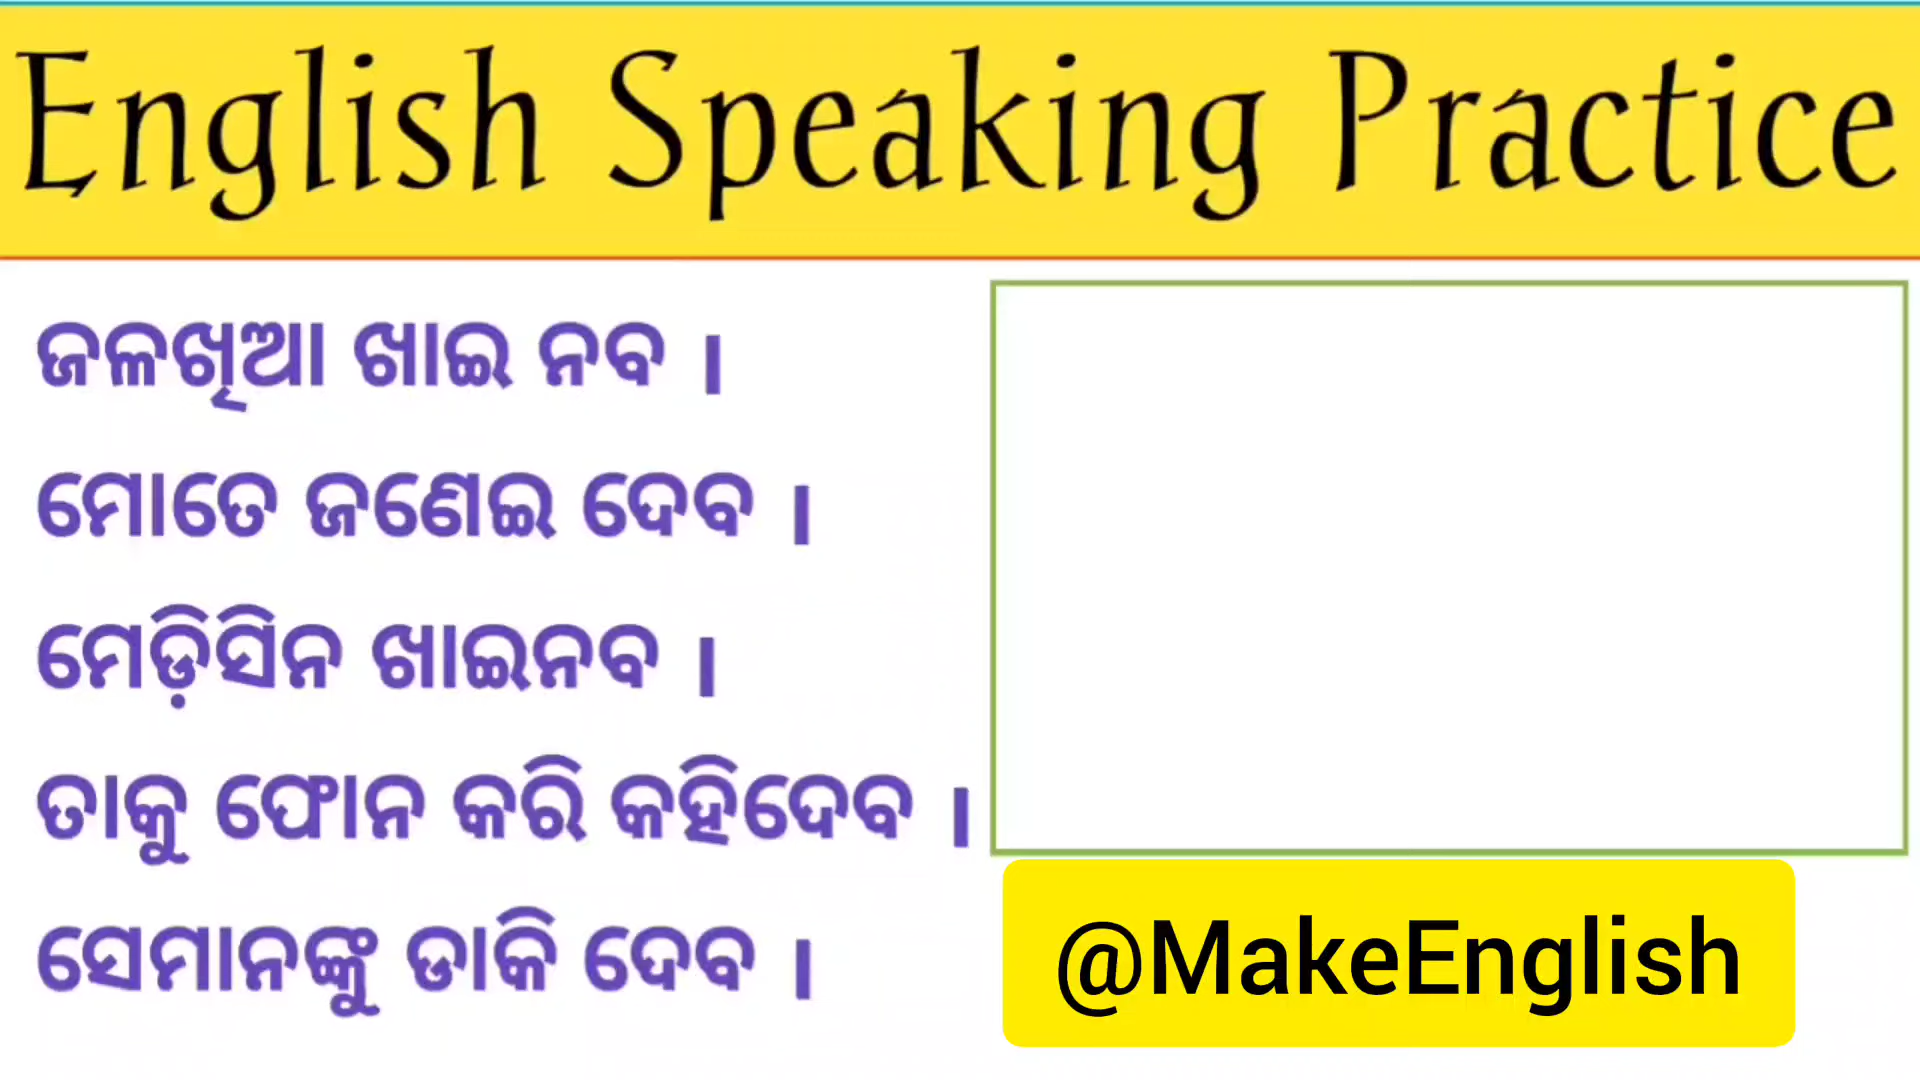 English Speaking Practice
ଜଳଖିଆ ଖାଇ ନବ ।
ମୋତେ ଜଣେଇ ଦେବ ।
ମେଡ଼ିସିନ ଖାଇନବ ।
ତାକୁ ଫୋନ କରି କହିଦେବ ।
ସେମାନଙ୍କୁ ଡାକି ଦେବ ।
@MakeEnglish